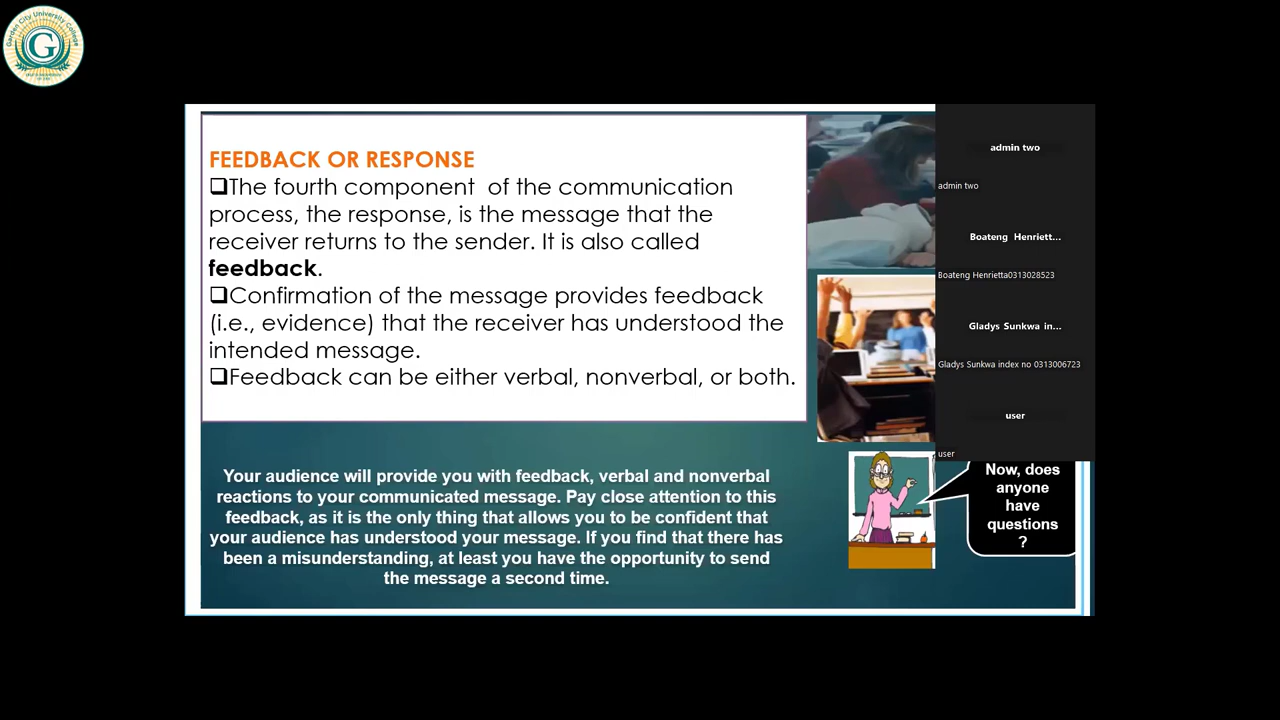 Garden City University College
G
FEEDBACK OR RESPONSE
❑The fourth component of the communication
process, the response, is the message that the
receiver returns to the sender. It is also called
feedback.
❑Confirmation of the message provides feedback
(i.e., evidence) that the receiver has understood the
intended message.
❑Feedback can be either verbal, nonverbal, or both.
Your audience will provide you with feedback, verbal and nonverbal
reactions to your communicated message. Pay close attention to this
feedback, as it is the only thing that allows you to be confident that
your audience has understood your message. If you find that there has
been a misunderstanding, at least you have the opportunity to send
the message a second time.
admin two
admin two
Boateng Henriett...
Boateng Henrietta0313028523
Gladys Sunkwa in...
Gladys Sunkwa index no 0313006723
user
user
Now, does
anyone
have
questions
?